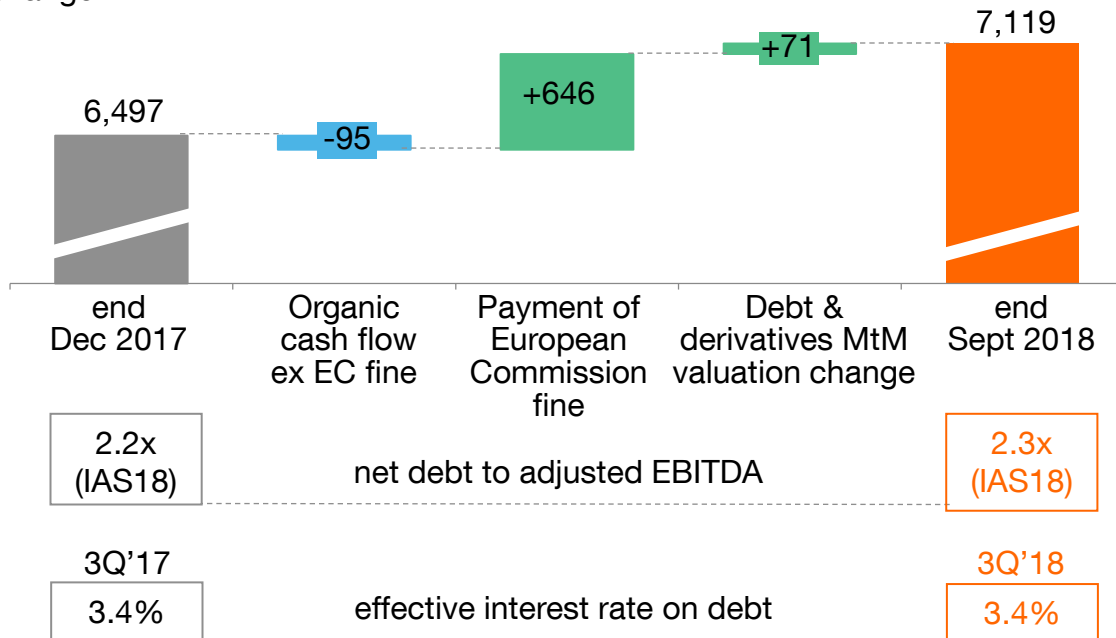 7,119
+71
+646
6,497
-95
end
Dec 2017
Organic
cash flow
ex EC fine
Payment of
European
Commission
fine
Debt &
derivatives MtM
valuation change
end
Sept 2018
2.2x
(IAS18)
net debt to adjusted EBITDA
2.3x
(IAS18)
3Q’17
3Q’18
3.4%
effective interest rate on debt
3.4%